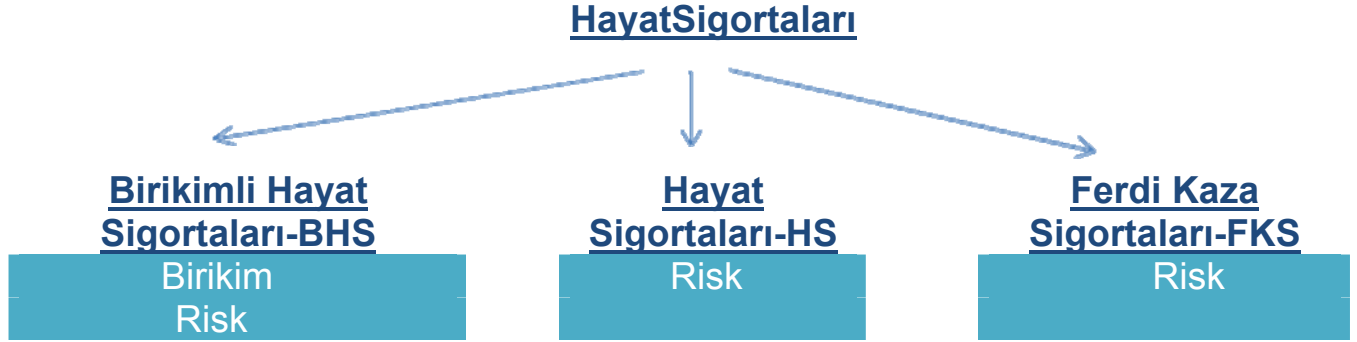 HayatSigortaları
Birikimli Hayat
Sigortaları-BHS
Birikim
Risk
Hayat
Sigortaları-HS
Risk
Ferdi Kaza
Sigortaları-FKS
Risk